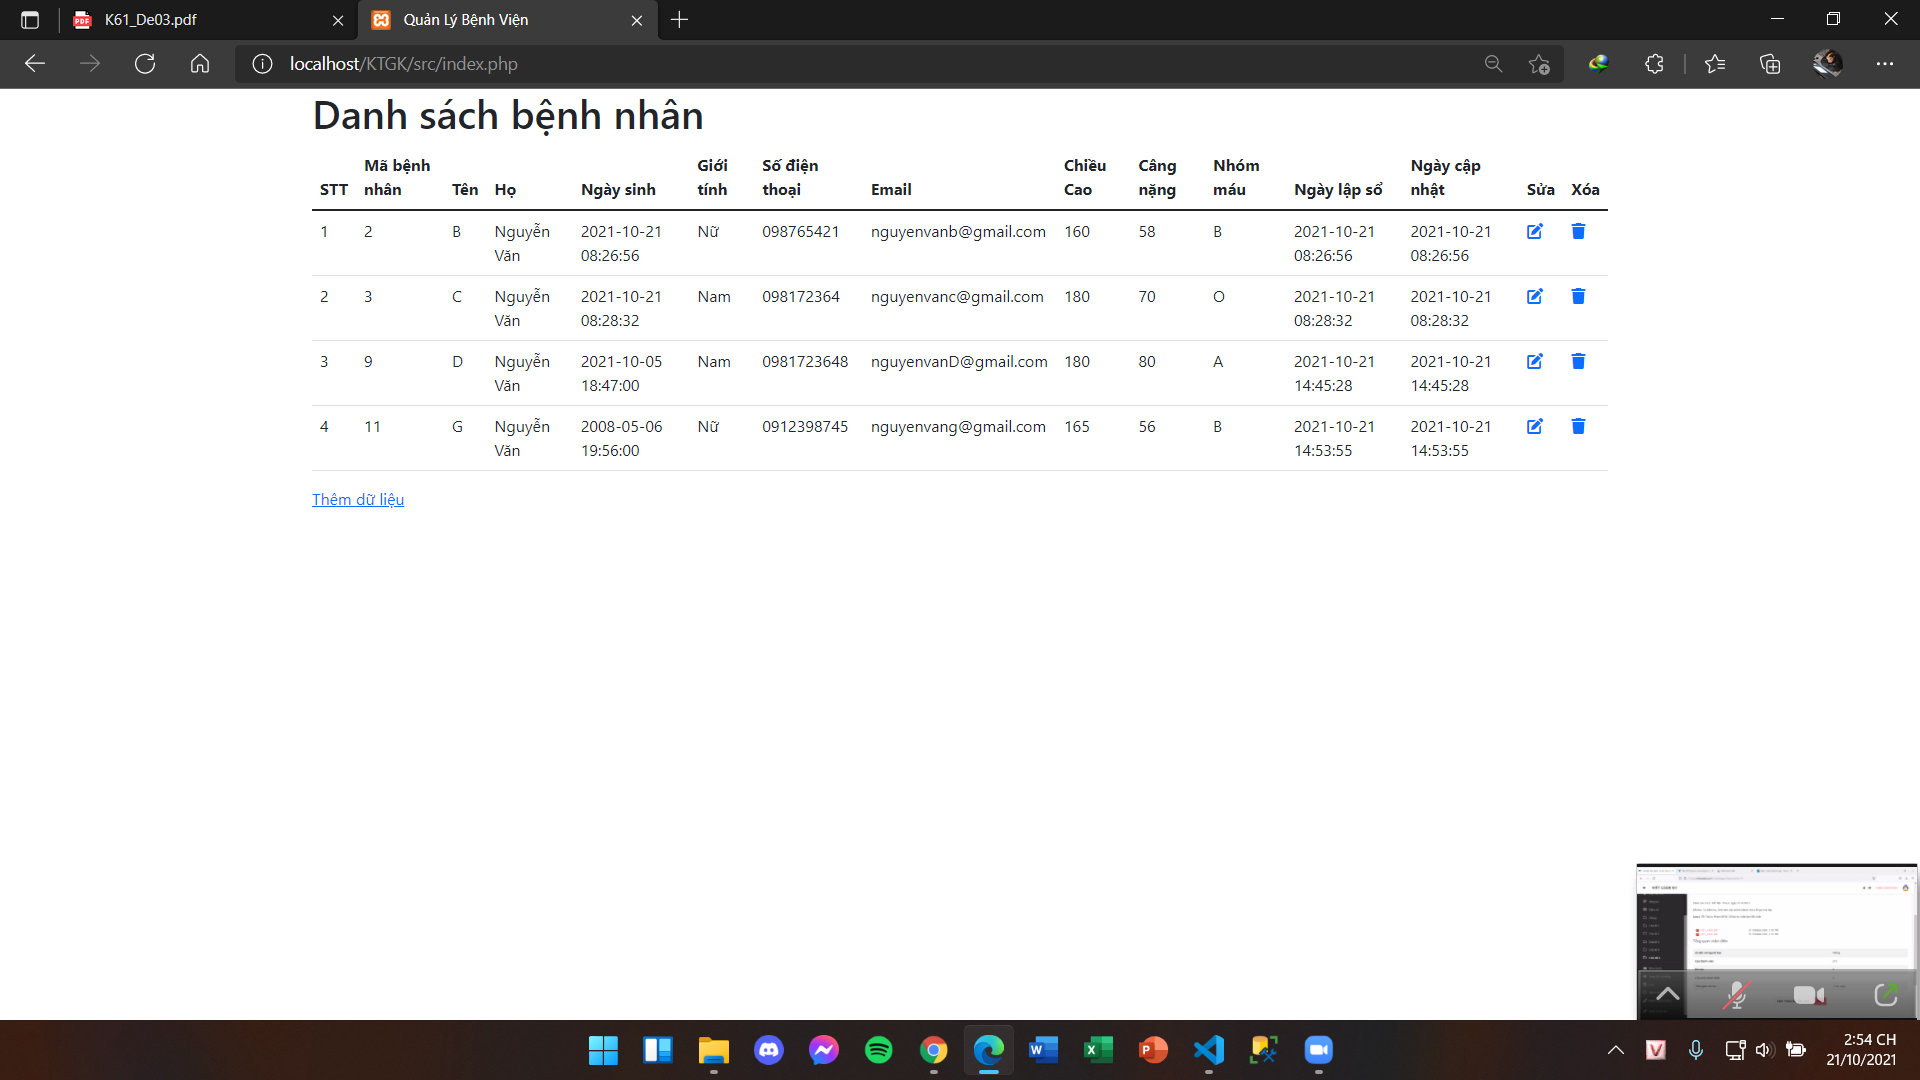 K61_De03.pdf
Quản Lý Bệnh Viện
localhost/KTGK/src/index.php
Danh sách bệnh nhân
STT Mã bệnh nhân Tên Họ Ngày sinh Giới tính Số điện thoại Email Chiều Cao Câng nặng Nhóm máu Ngày lập sổ Ngày cập nhật Sửa Xóa
1 2 B Nguyễn Văn 2021-10-21 08:26:56 Nữ 098765421 nguyenvanb@gmail.com 160 58 B 2021-10-21 08:26:56 2021-10-21 08:26:56
2 3 C Nguyễn Văn 2021-10-21 08:28:32 Nam 098172364 nguyenvanc@gmail.com 180 70 O 2021-10-21 08:28:32 2021-10-21 08:28:32
3 9 D Nguyễn Văn 2021-10-05 18:47:00 Nam 0981723648 nguyenvanD@gmail.com 180 80 A 2021-10-21 14:45:28 2021-10-21 14:45:28
4 11 G Nguyễn Văn 2008-05-06 19:56:00 Nữ 0912398745 nguyenvang@gmail.com 165 56 B 2021-10-21 14:53:55 2021-10-21 14:53:55
Thêm dữ liệu
2:54 CH
21/10/2021